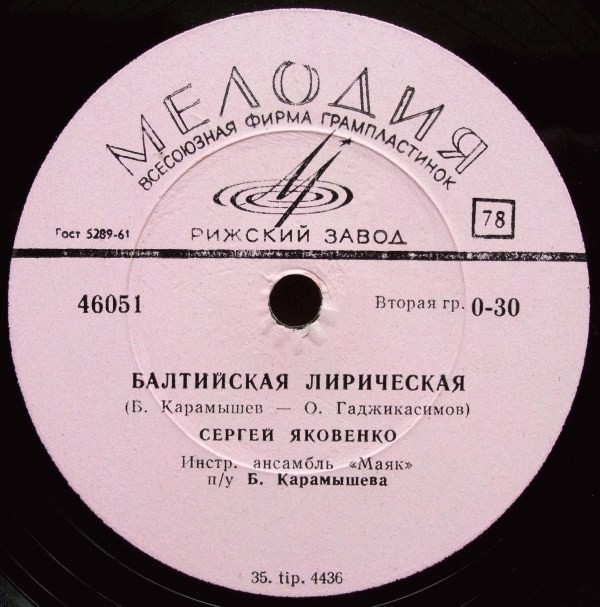 МЕЛОДИЯ
ВСЕСОЮЗНАЯ ФИРМА ГРАМПЛАСТИНОК
РИЖСКИЙ ЗАВОД
Гост 5289-61
78
46051
Вторая гр. 0-30
БАЛТИЙСКАЯ ЛИРИЧЕСКАЯ
(Б. Карамышев — О. Гаджикасимов)
СЕРГЕЙ ЯКОВЕНКО
Инстр. ансамбль «Маяк»
п/у Б. Карамышева
35. tip. 4436